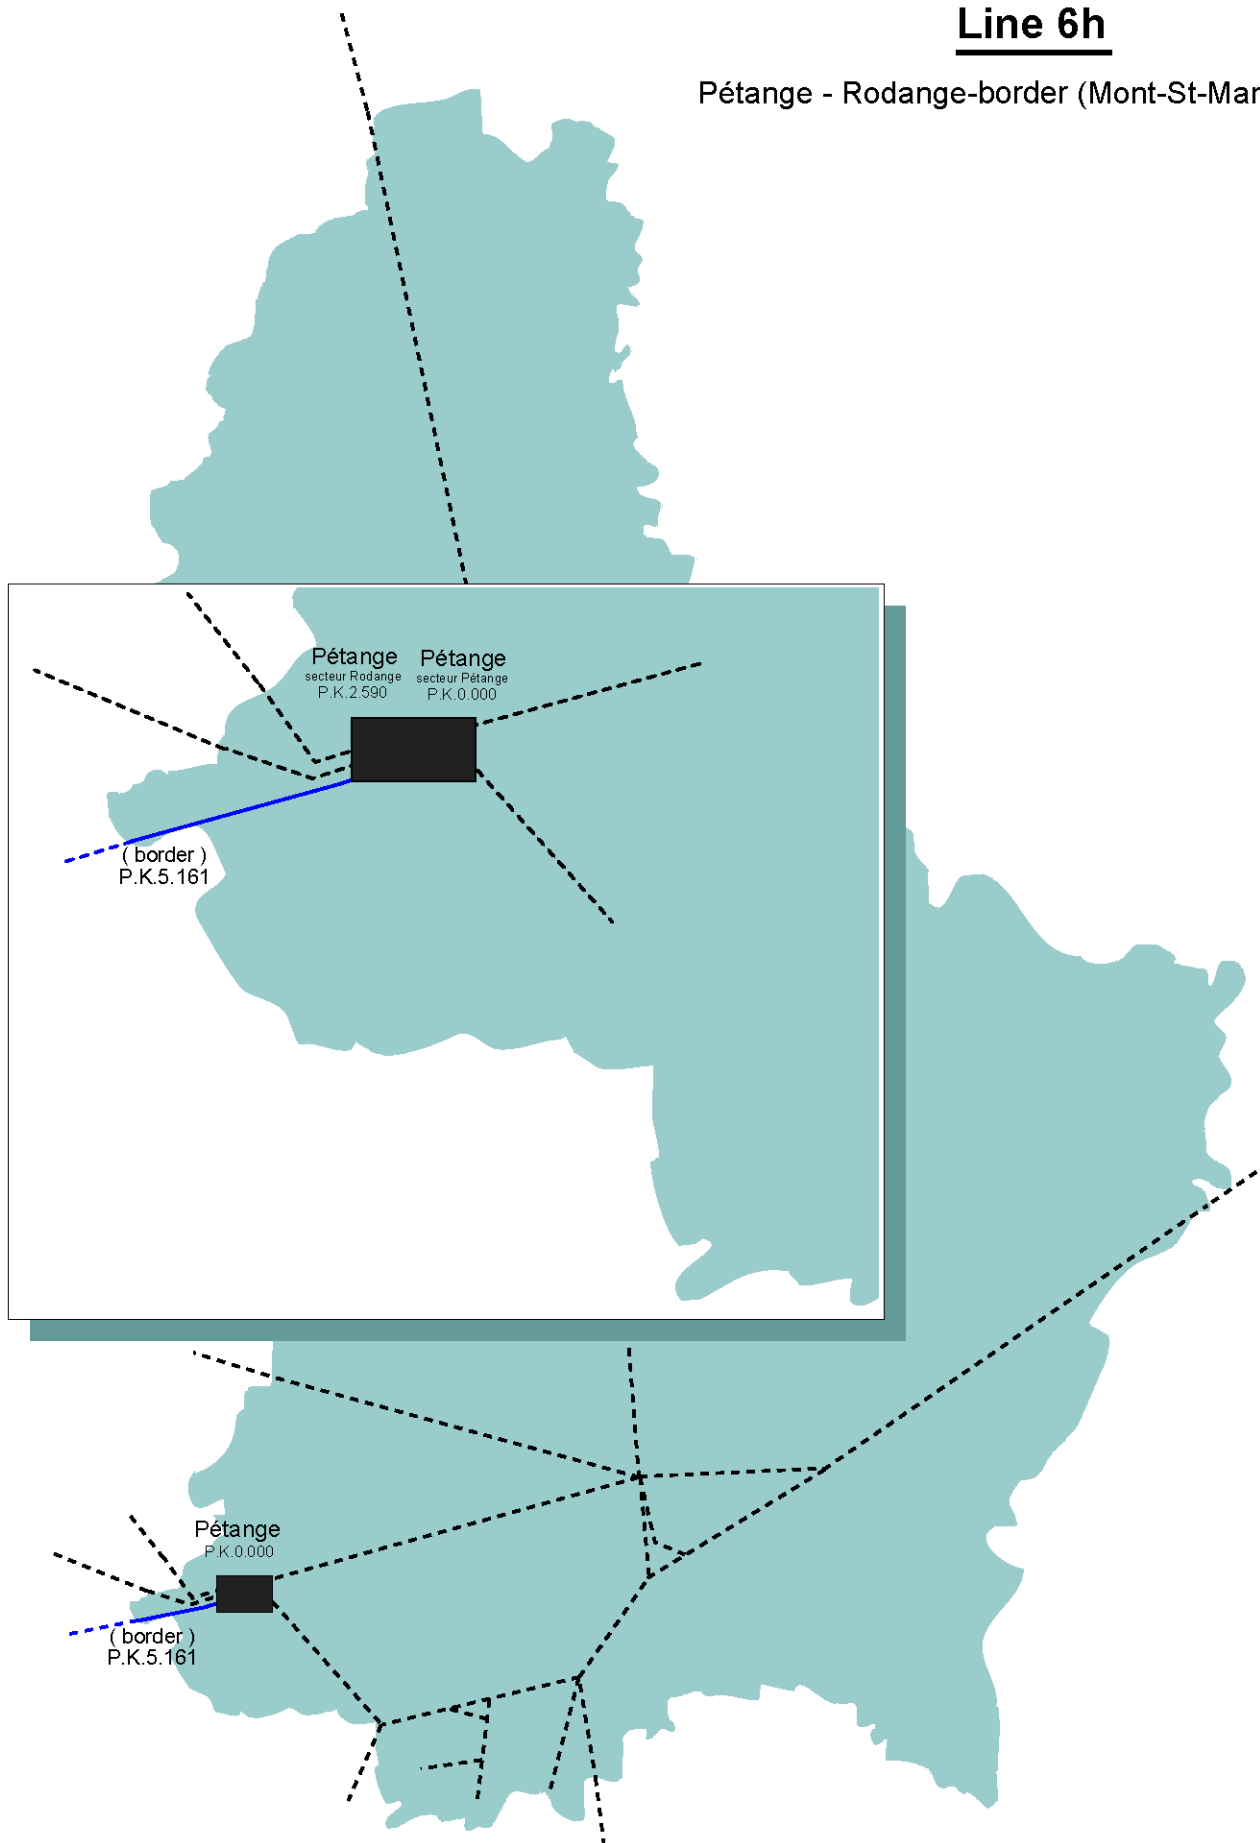 Line 6h
Pétange - Rodange-border (Mont-St-Mar
Pétange
secteur Rodange
P.K.2.590
Pétange
secteur Pétange
P.K.0.000
( border )
P.K.5.161
Pétange
P.K.0.000
( border )
P.K.5.161